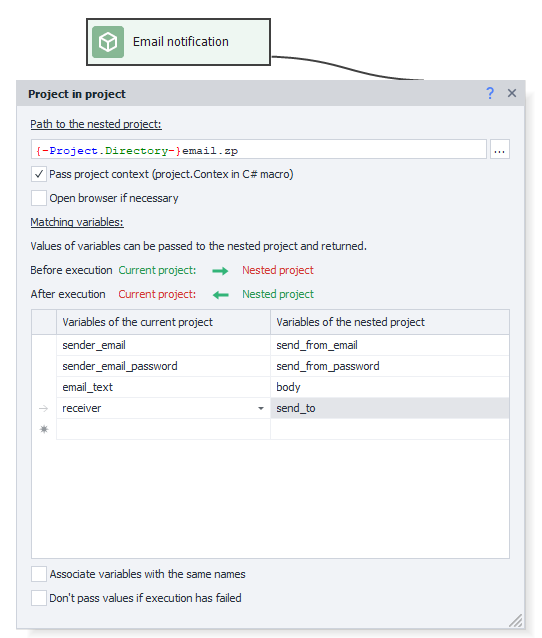 Email notification
Project in project
Path to the nested project:
{-Project.Directory-}email.zp
Pass project context (project.Contex in C# macro)
Open browser if necessary
Matching variables:
Values of variables can be passed to the nested project and returned.
Before execution Current project: Nested project
After execution Current project: Nested project
Variables of the current project Variables of the nested project
sender_email send_from_email
sender_email_password send_from_password
email_text body
receiver send_to
Associate variables with the same names
Don't pass values if execution has failed